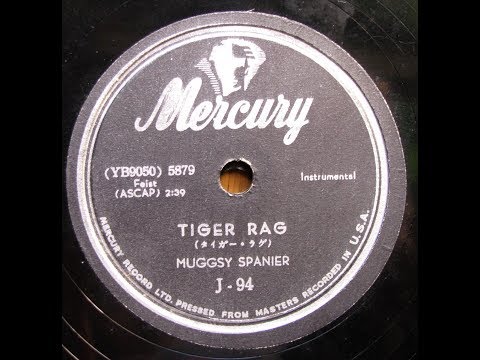 Mercury
(YB9050) 5879
Feist
(ASCAP) 2:39
Instrumental
TIGER RAG
(タイガー・ラグ)
MUGGSY SPANIER
J-94
MERCURY RECORD LTD. PRESSED FROM MASTERS RECORDED IN U.S.A.